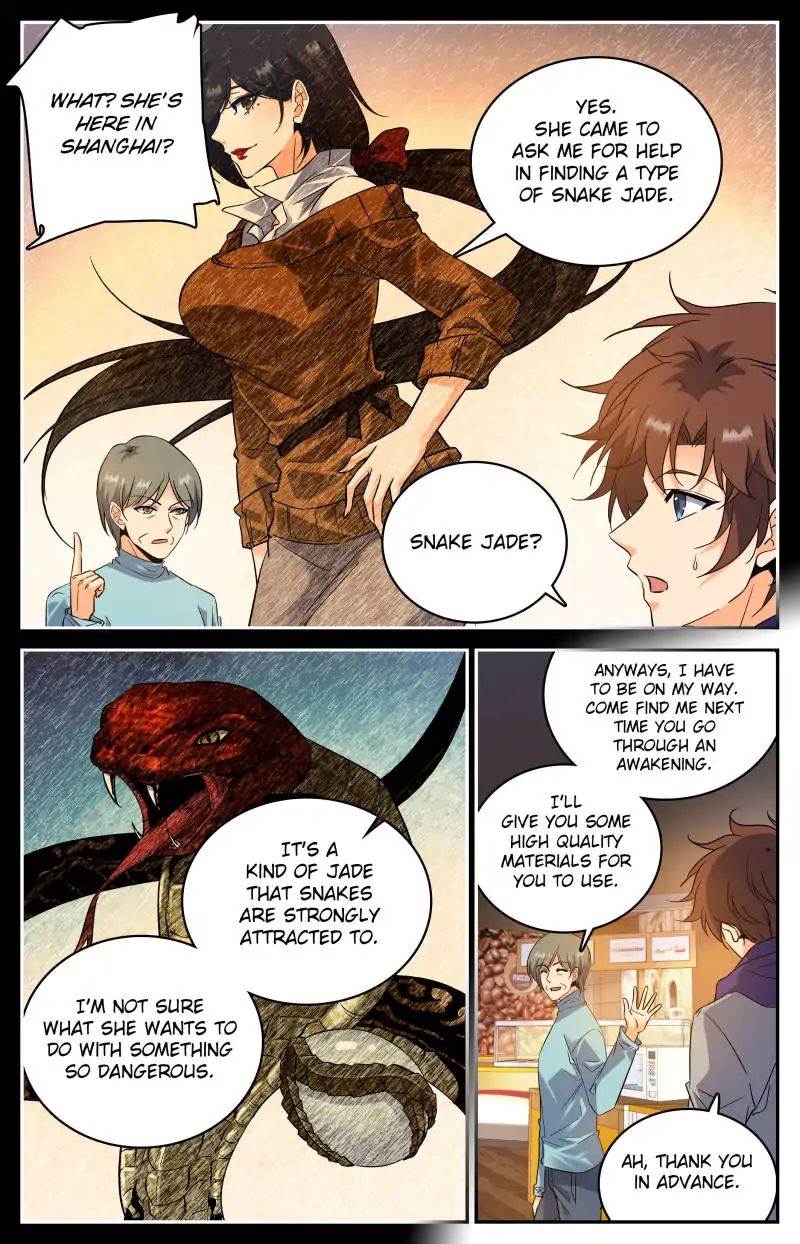 WHAT? SHE'S
HERE IN
SHANGHAI?
YES.
SHE CAME TO
ASK ME FOR HELP
IN FINDING A TYPE
OF SNAKE JADE.
SNAKE JADE?
IT'S A
KIND OF JADE
THAT SNAKES
ARE STRONGLY
ATTRACTED TO.
I'M NOT SURE
WHAT SHE WANTS TO
DO WITH SOMETHING
SO DANGEROUS.
ANYWAYS, I HAVE
TO BE ON MY WAY.
COME FIND ME NEXT
TIME YOU GO
THROUGH AN
AWAKENING.
I'LL
GIVE YOU SOME
HIGH QUALITY
MATERIALS FOR
YOU TO USE.
AH, THANK YOU
IN ADVANCE.